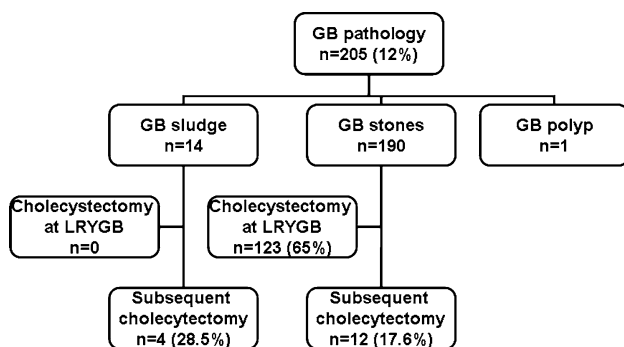 GB pathology
n=205 (12%)
GB sludge
n=14
GB stones
n=190
GB polyp
n=1
Cholecystectomy
at LRYGB
n=0
Cholecystectomy
at LRYGB
n=123 (65%)
Subsequent
cholecytectomy
n=4 (28.5%)
Subsequent
cholecytectomy
n=12 (17.6%)